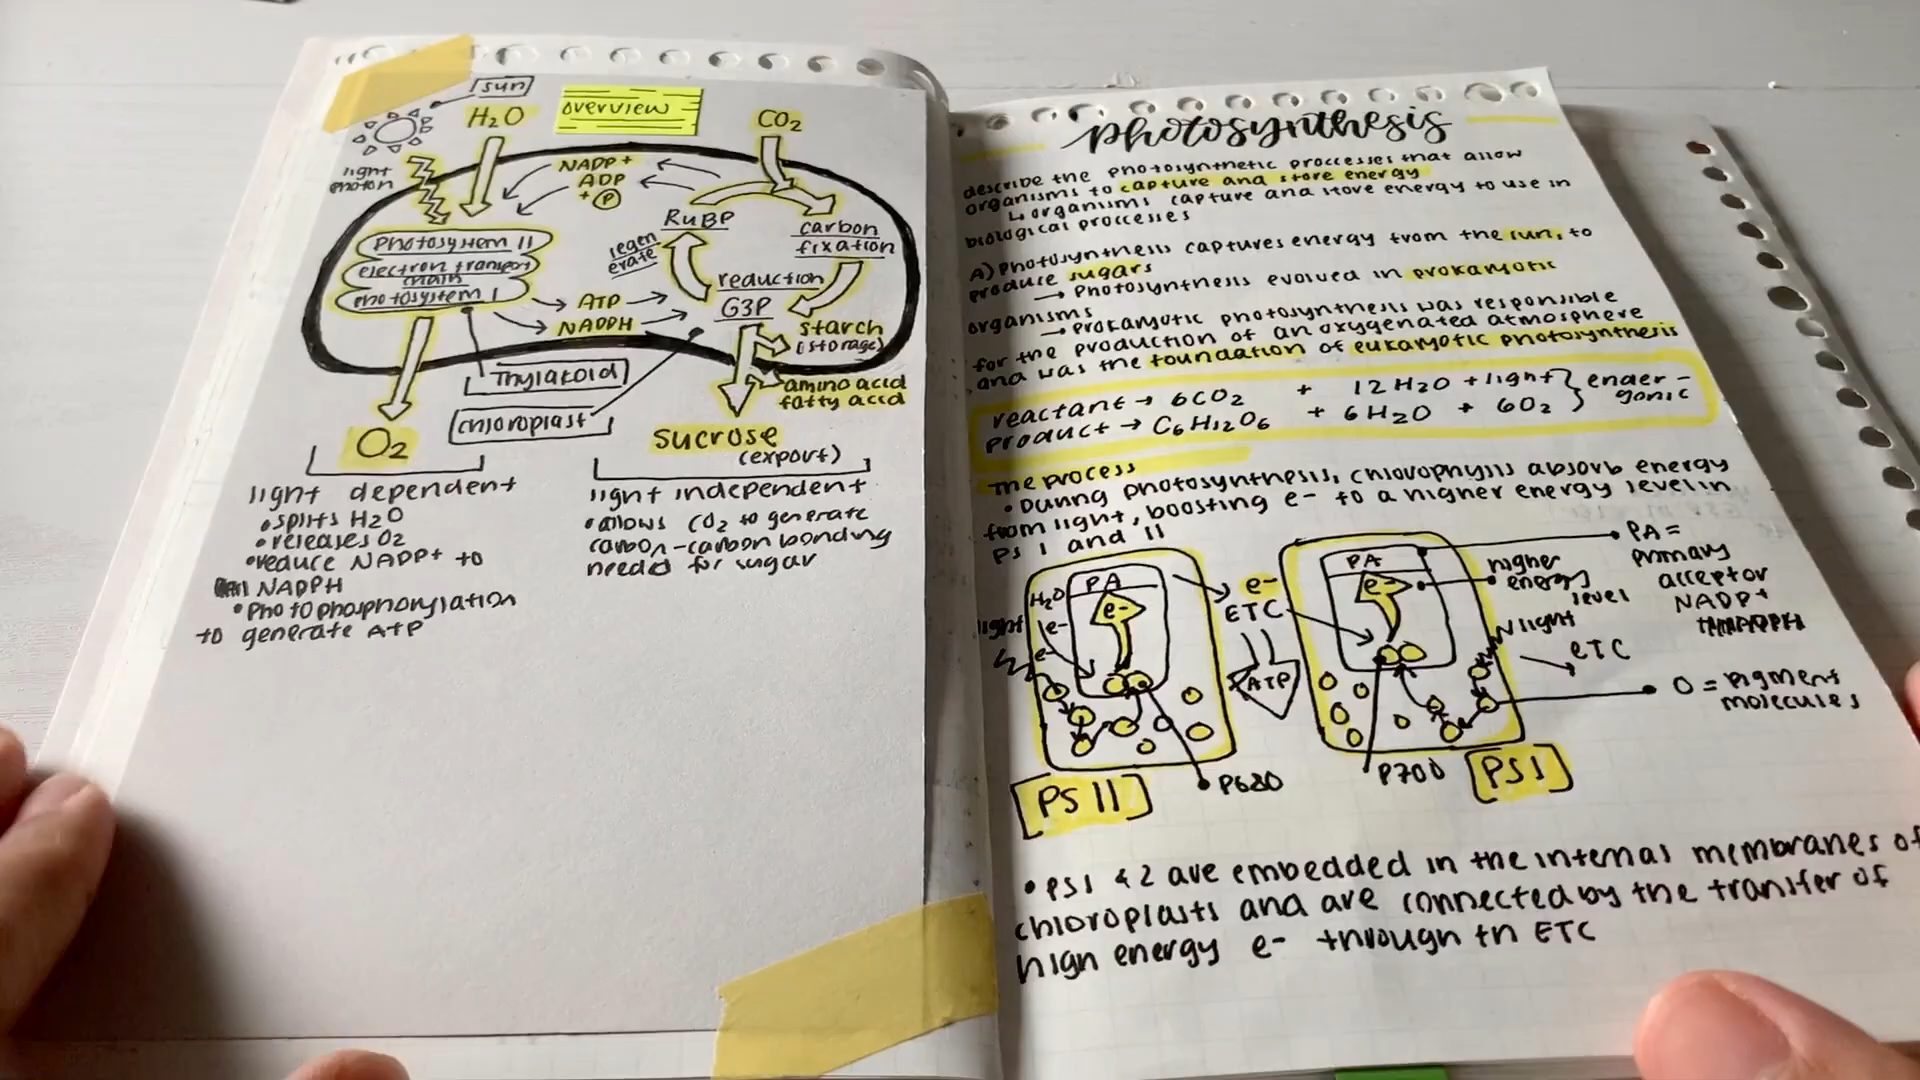 sun
H2O
overview
CO2
light
photon
NADP+
ADP
+ P
RuBP
carbon
fixation
regen
erate
photosystem II
electron transport
chain
photosystem I
reduction
G3P
ATP
NADPH
starch
(storage)
Thylakoid
amino acid
fatty acid
chloroplast
O2
sucrose
(export)
light dependent
• splits H2O
• releases O2
• reduce NADP+ to
NADPH
• Photophosphorylation
to generate ATP
light independent
• allows CO2 to generate
carbon-carbon bonding
needed for sugar
photosynthesis
describe the photosynthetic proccesses that allow
organisms to capture and store energy
↳ organisms capture and store energy to use in
biological proccesses
A) Photosynthesis captures energy from the sun, to
produce sugars
→ Photosynthesis evolved in prokaryotic
organisms
→ prokaryotic photosynthesis was responsible
for the production of an oxygenated atmosphere
and was the foundation of eukaryotic photosynthesis
reactant → 6CO2 + 12H2O + light } ender-
product → C6H12O6 + 6H2O + 6O2 } gonic
The process
• During photosynthesis, chlorophylls absorb energy
from light, boosting e- to a higher energy level in
PS I and II
H2O
PA
e-
light
e-
e-
e-
ETC
ATP
PA
e-
higher
energy
level
light
ETC
PA =
primary
acceptor
NADP+
O = pigment
molecules
PS II
P680
P700
PS I
• PS1 & 2 are embedded in the internal membranes of
chloroplasts and are connected by the transfer of
high energy e- through th ETC